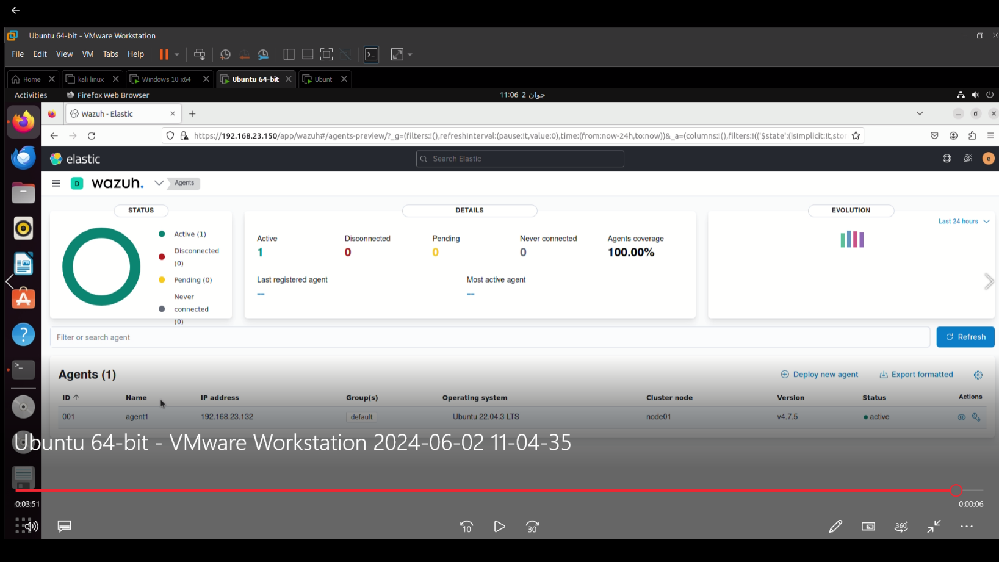 Ubuntu 64-bit - VMware Workstation
File Edit View VM Tabs Help
Home kali linux Windows 10 x64 Ubuntu 64-bit Ubunt
Activities Firefox Web Browser 11:06 2 جوان
Wazuh - Elastic
https://192.168.23.150/app/wazuh#/agents-preview/?_g=(filters:!(),refreshInterval:(pause:!t,value:0),time:(from:now-24h,to:now))&_a=(columns:!(),filters:!(('$state':(isImplicit:!t,stor
elastic Search Elastic e
D wazuh. Agents
STATUS DETAILS EVOLUTION
Last 24 hours
Active (1)
Disconnected
(0)
Pending (0)
Never
connected
(0)
Active Disconnected Pending Never connected Agents coverage
1 0 0 0 100.00%
Last registered agent Most active agent
-- --
Filter or search agent Refresh
Agents (1) Deploy new agent Export formatted
ID Name IP address Group(s) Operating system Cluster node Version Status Actions
001 agent1 192.168.23.132 default Ubuntu 22.04.3 LTS node01 v4.7.5 active
Ubuntu 64-bit - VMware Workstation 2024-06-02 11-04-35
0:03:51 0:00:06
10 30 360°